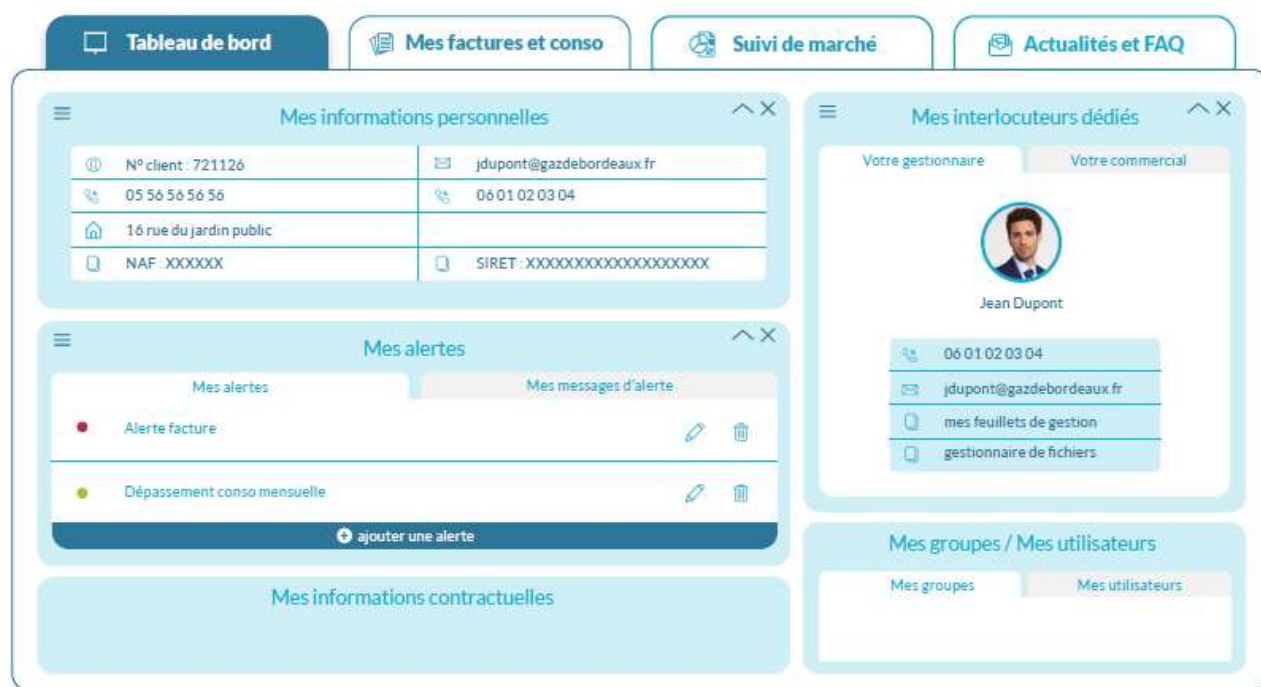 Tableau de bord
Mes factures et conso
Suivi de marché
Actualités et FAQ
Mes informations personnelles
N° client : 721126
jdupont@gazdebordeaux.fr
05 56 56 56 56
06 01 02 03 04
16 rue du jardin public
NAF : XXXXXX
SIRET : XXXXXXXXXXXXXXXXXXX
Mes alertes
Mes alertes
Mes messages d'alerte
Alerte facture
Dépassement conso mensuelle
ajouter une alerte
Mes informations contractuelles
Mes interlocuteurs dédiés
Votre gestionnaire
Votre commercial
Jean Dupont
06 01 02 03 04
jdupont@gazdebordeaux.fr
mes feuillets de gestion
gestionnaire de fichiers
Mes groupes / Mes utilisateurs
Mes groupes
Mes utilisateurs